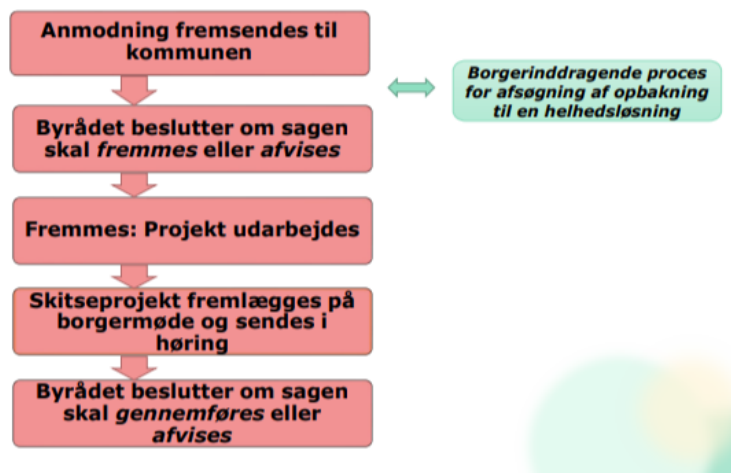 Anmodning fremsendes til
kommunen
Borgerinddragende proces
for afsøgning af opbakning
til en helhedsløsning
Byrådet beslutter om sagen
skal fremmes eller afvises
Fremmes: Projekt udarbejdes
Skitseprojekt fremlægges på
borgermøde og sendes i
høring
Byrådet beslutter om sagen
skal gennemføres eller
afvises